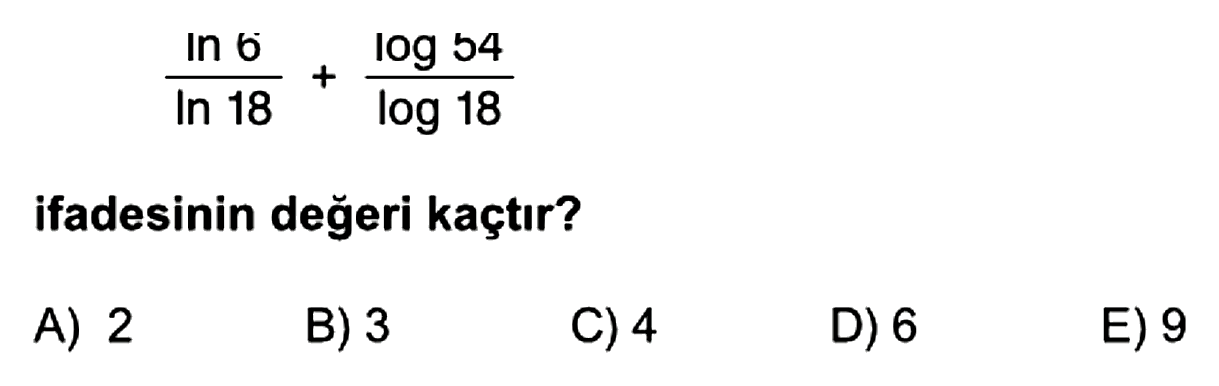 ln 6 / ln 18 + log 54 / log 18
ifadesinin değeri kaçtır?
A) 2 B) 3 C) 4 D) 6 E) 9